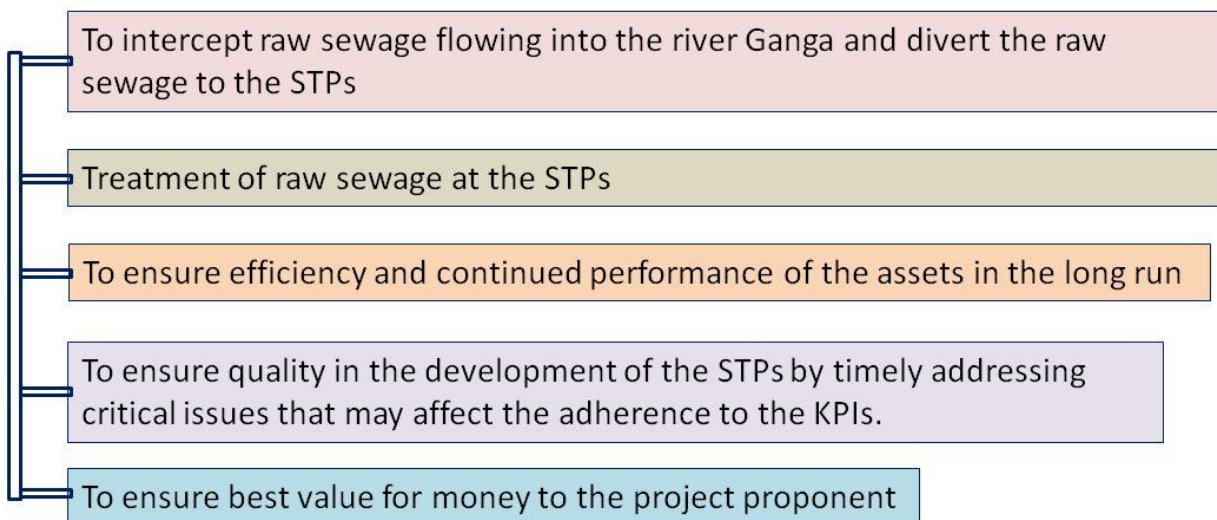 To intercept raw sewage flowing into the river Ganga and divert the raw
sewage to the STPs
Treatment of raw sewage at the STPs
To ensure efficiency and continued performance of the assets in the long run
To ensure quality in the development of the STPs by timely addressing
critical issues that may affect the adherence to the KPIs.
To ensure best value for money to the project proponent